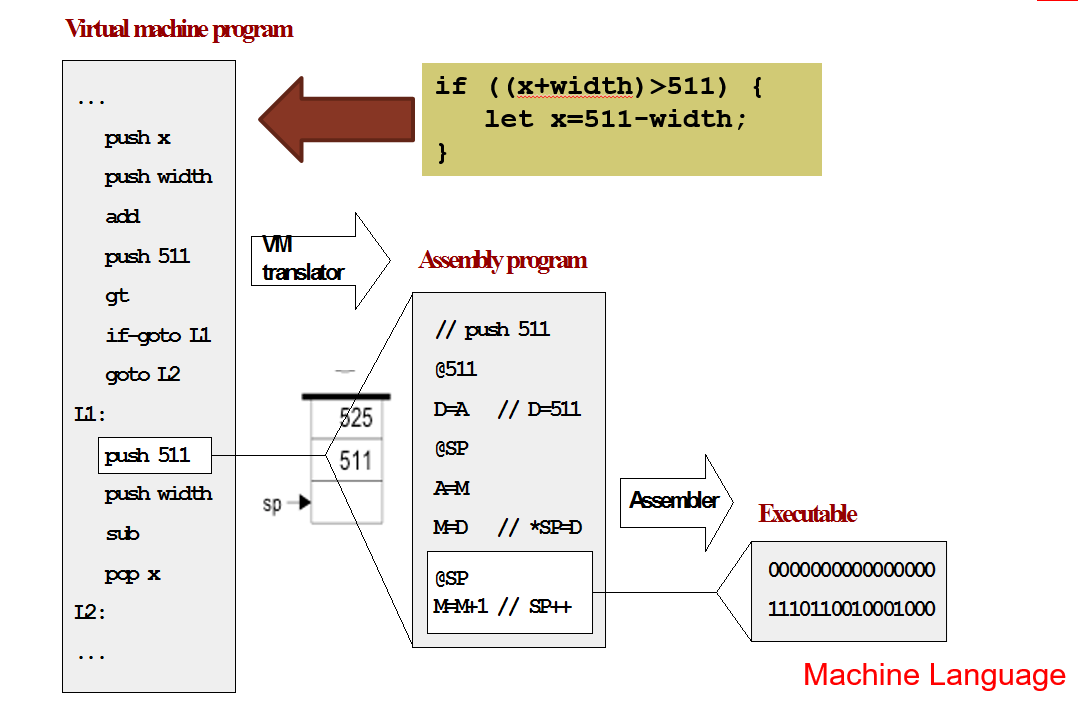 Virtual machine program
...
push x
push width
add
push 511
gt
if-goto L1
goto L2
L1:
push 511
push width
sub
pop x
L2:
...
if ((x+width)>511) {
let x=511-width;
}
VM
translator
525
511
sp
Assembly program
// push 511
@511
D=A // D=511
@SP
A=M
M=D // *SP=D
@SP
M=M+1 // SP++
Assembler
Executable
0000000000000000
1110110010001000
Machine Language